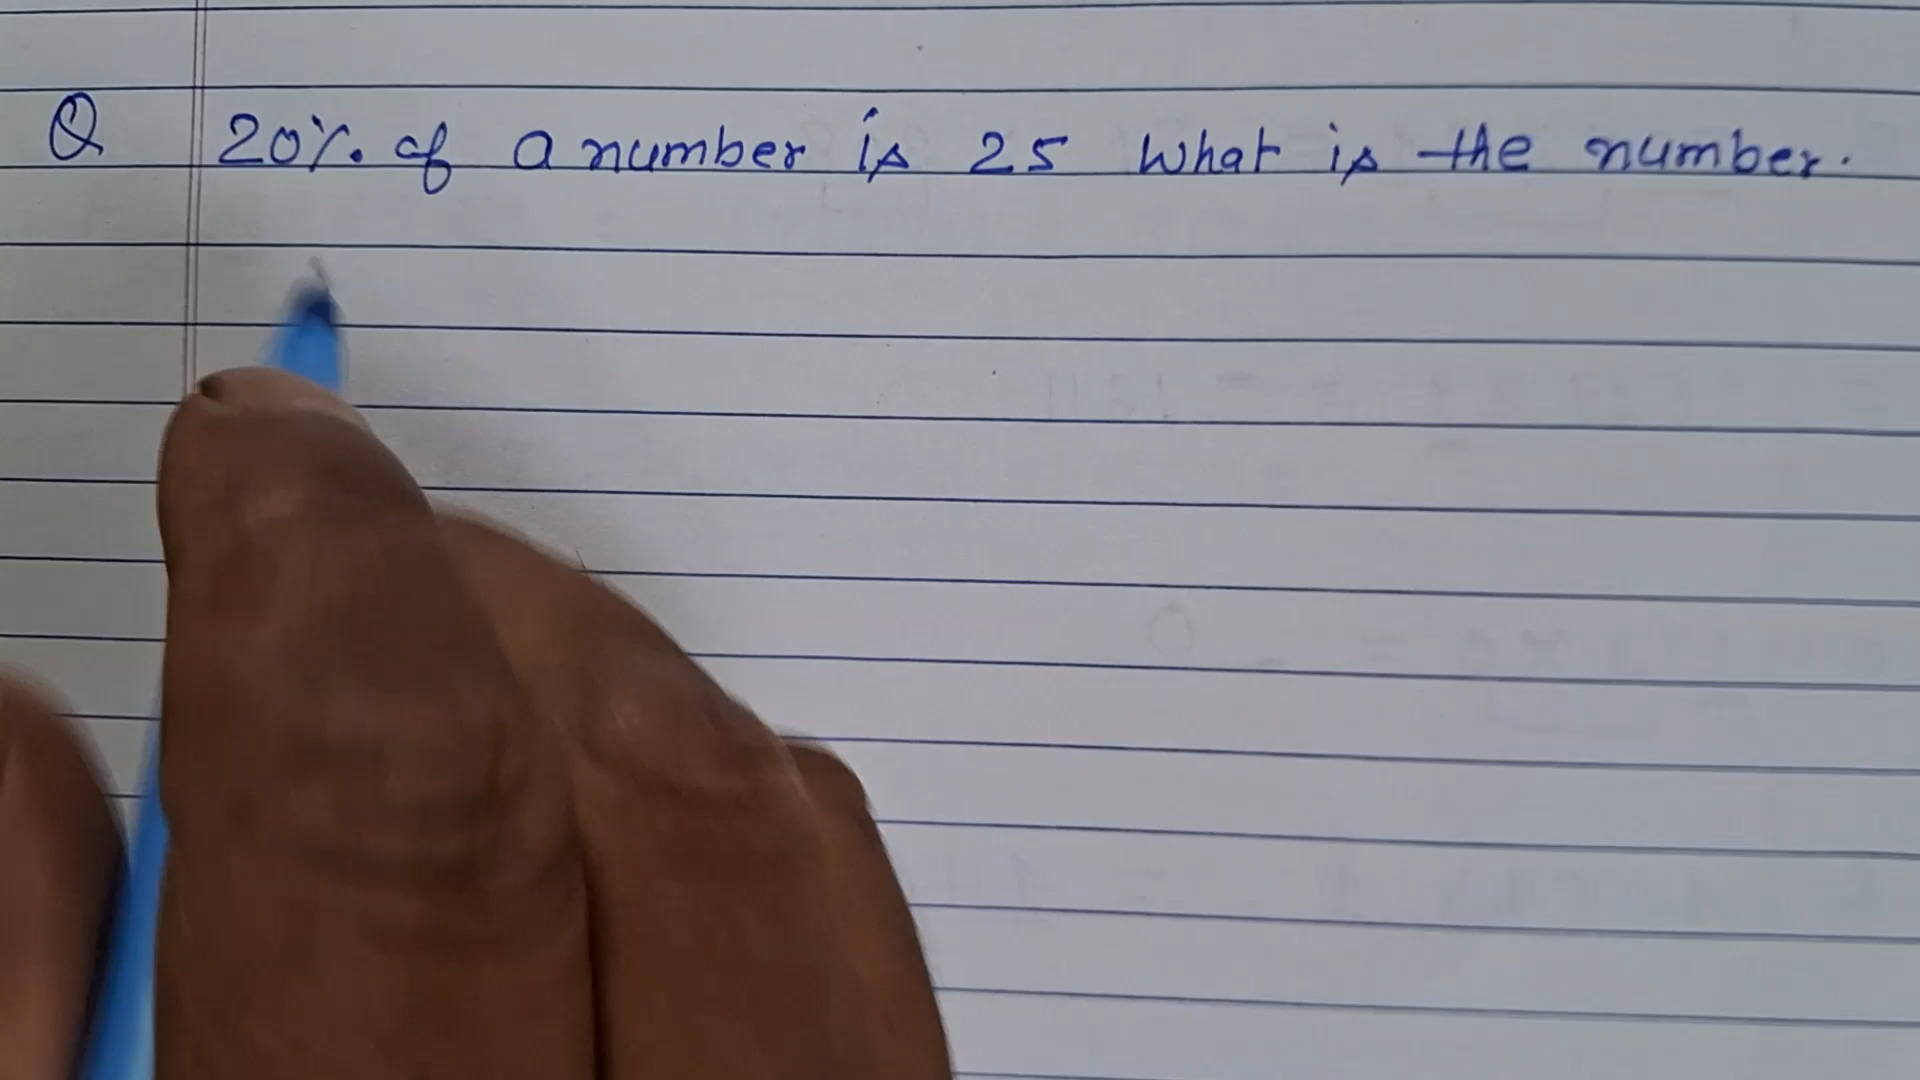 Q 20% of a number is 25 What is the number.